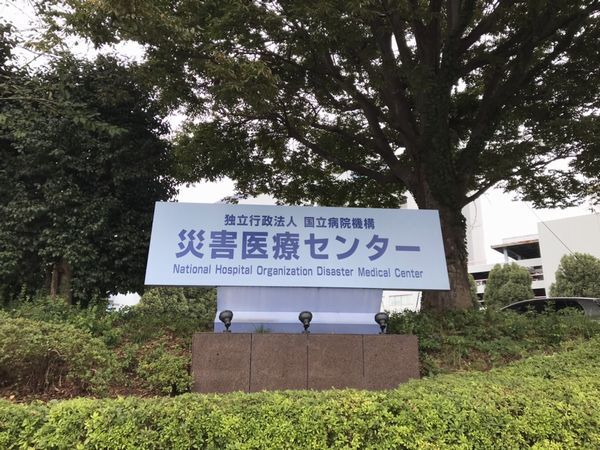 独立行政法人 国立病院機構
災害医療センター
National Hospital Organization Disaster Medical Center